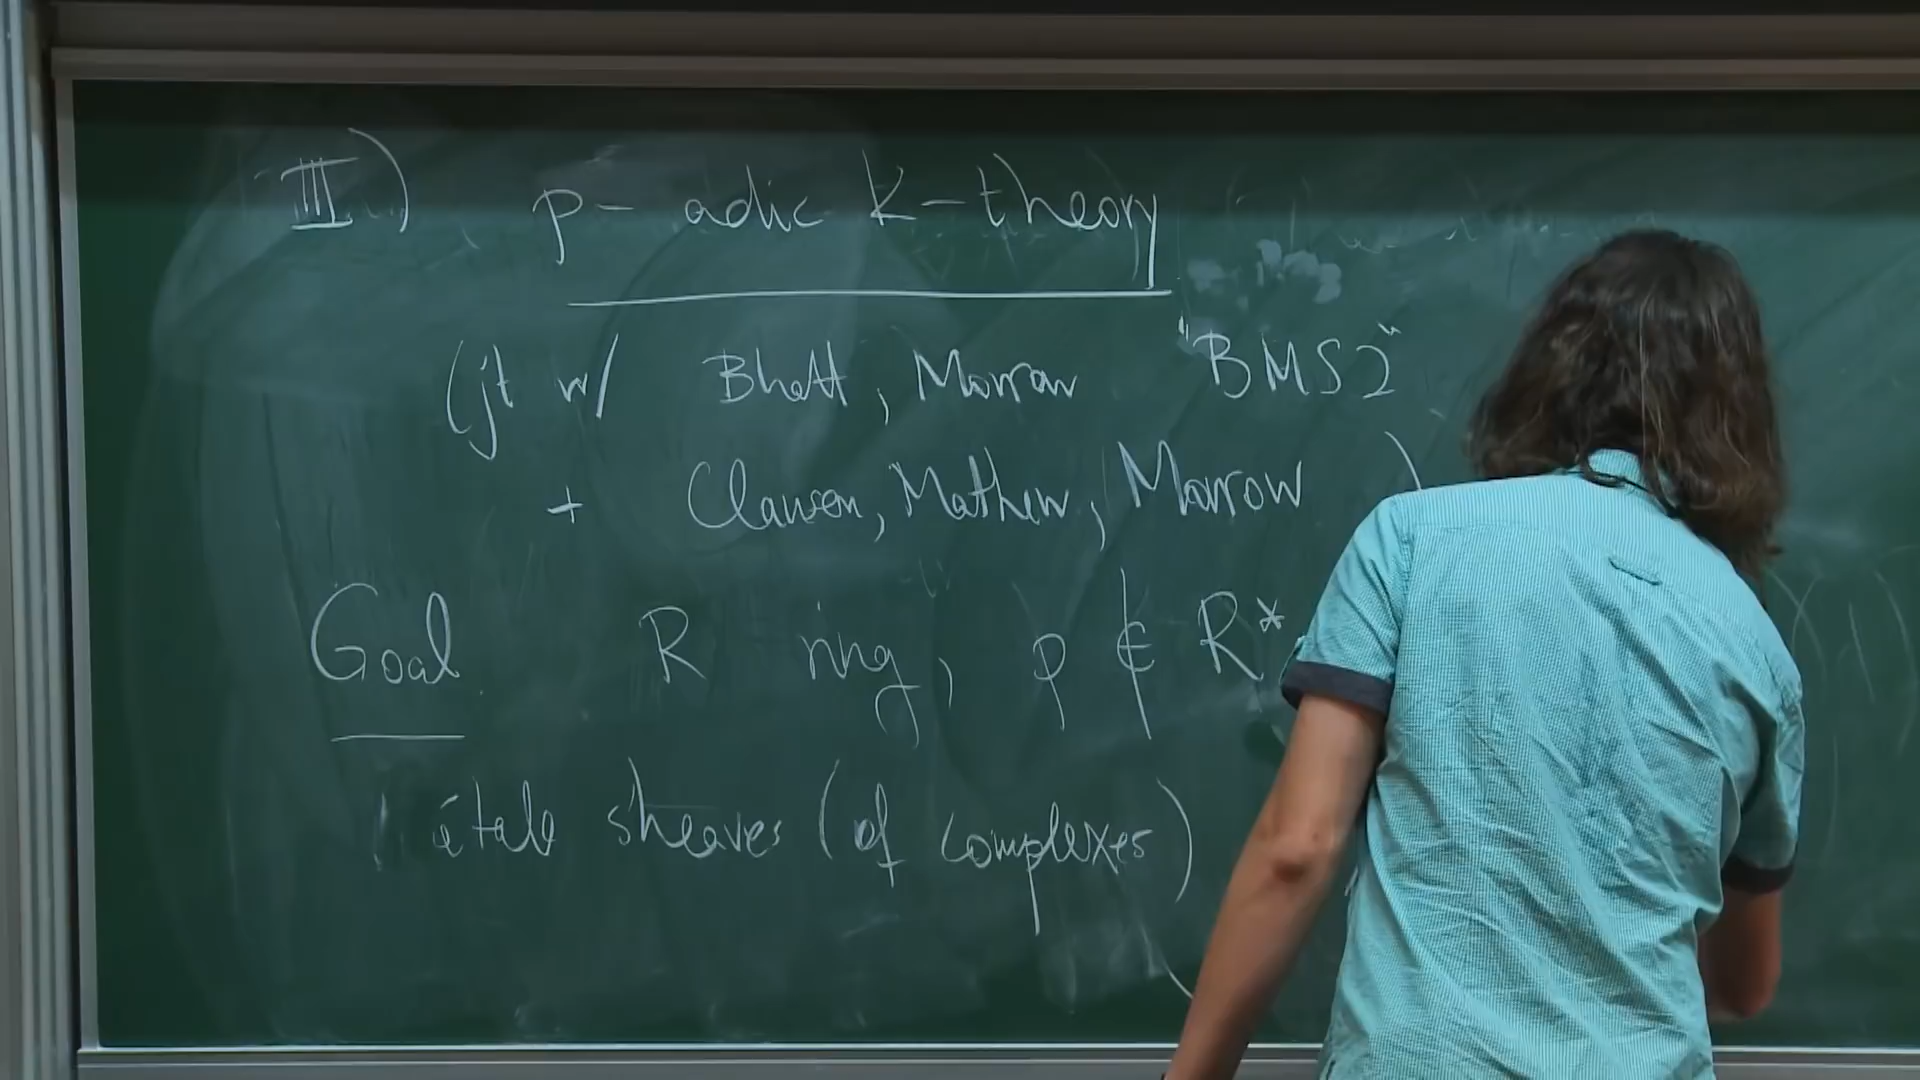 III) p-adic K-theory
(jt w/ Bhatt, Morrow "BMS2"
+ Clausen, Mathew, Morrow )
Goal R ring, p ∉ R*
étale sheaves (of complexes)